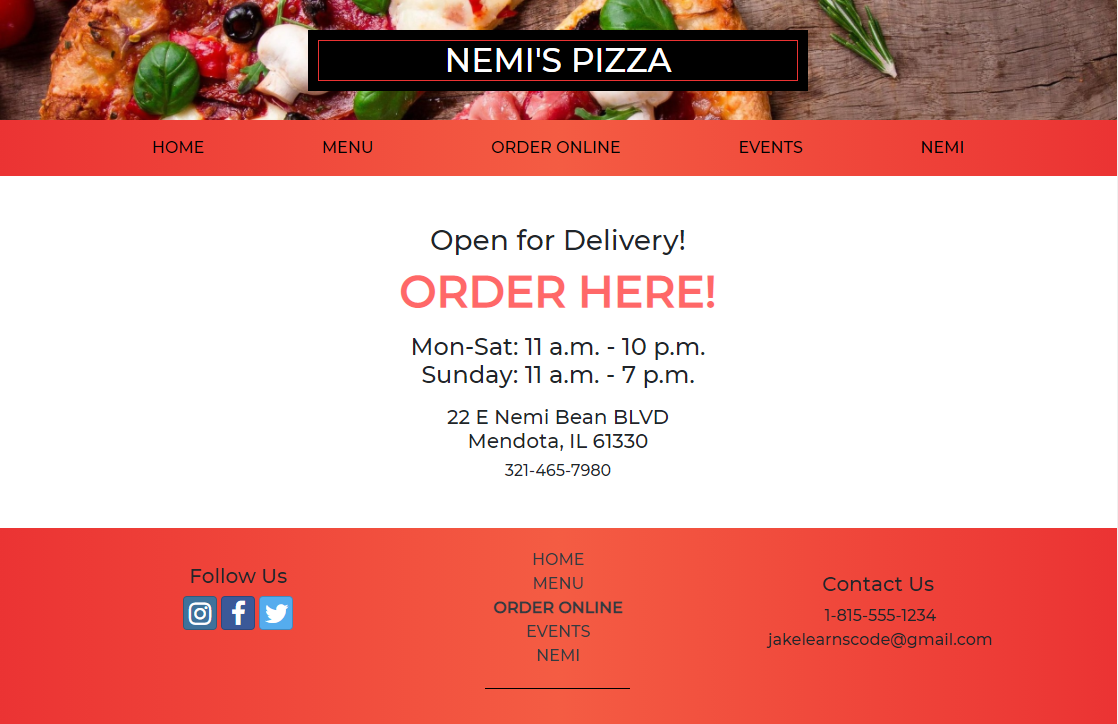 NEMI'S PIZZA
HOME
MENU
ORDER ONLINE
EVENTS
NEMI
Open for Delivery!
ORDER HERE!
Mon-Sat: 11 a.m. - 10 p.m.
Sunday: 11 a.m. - 7 p.m.
22 E Nemi Bean BLVD
Mendota, IL 61330
321-465-7980
Follow Us
HOME
MENU
ORDER ONLINE
EVENTS
NEMI
Contact Us
1-815-555-1234
jakelearnscode@gmail.com